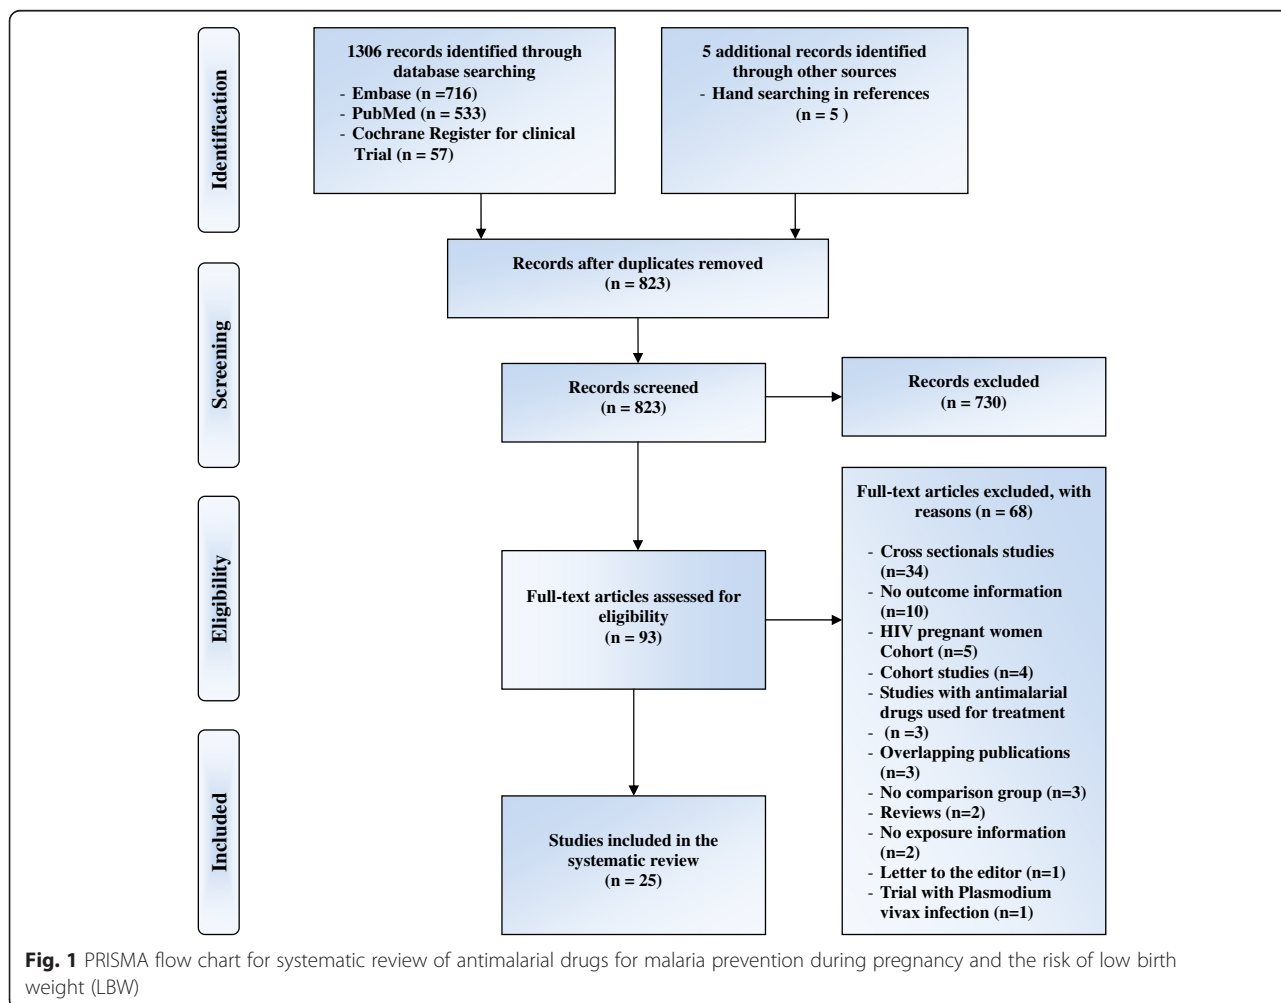 Identification
1306 records identified through
database searching
- Embase (n =716)
- PubMed (n = 533)
- Cochrane Register for clinical
Trial (n = 57)
5 additional records identified
through other sources
- Hand searching in references
(n = 5 )
Records after duplicates removed
(n = 823)
Screening
Records screened
(n = 823)
Records excluded
(n = 730)
Eligibility
Full-text articles assessed for
eligibility
(n = 93)
Full-text articles excluded, with
reasons (n = 68)
- Cross sectionals studies
(n=34)
- No outcome information
(n=10)
- HIV pregnant women
Cohort (n=5)
- Cohort studies (n=4)
- Studies with antimalarial
drugs used for treatment
- (n =3)
- Overlapping publications
(n=3)
- No comparison group (n=3)
- Reviews (n=2)
- No exposure information
(n=2)
- Letter to the editor (n=1)
- Trial with Plasmodium
vivax infection (n=1)
Included
Studies included in the
systematic review
(n = 25)
Fig. 1 PRISMA flow chart for systematic review of antimalarial drugs for malaria prevention during pregnancy and the risk of low birth
weight (LBW)